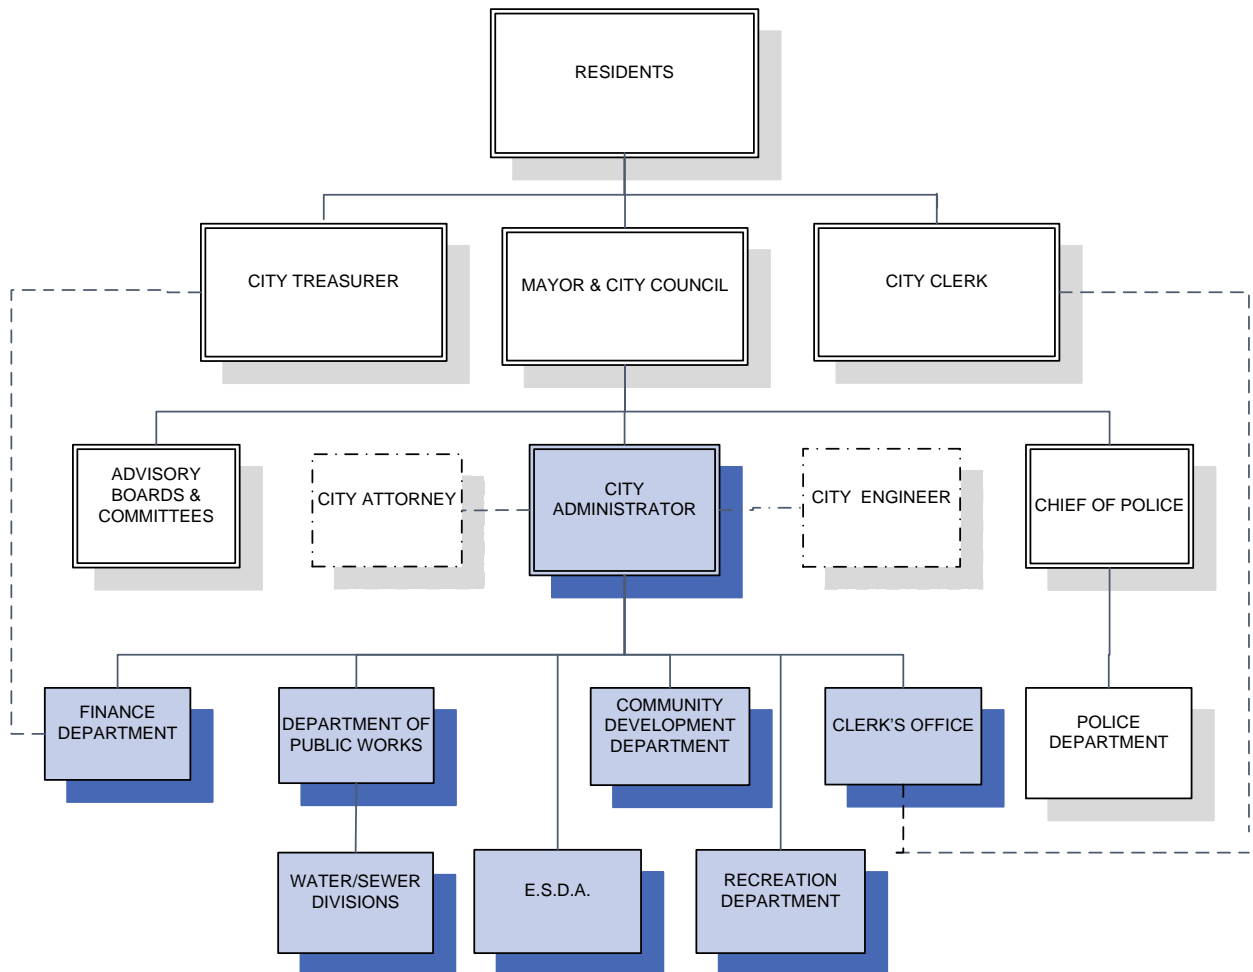 RESIDENTS
CITY TREASURER
MAYOR & CITY COUNCIL
CITY CLERK
ADVISORY
BOARDS &
COMMITTEES
CITY ATTORNEY
CITY
ADMINISTRATOR
CITY ENGINEER
CHIEF OF POLICE
FINANCE
DEPARTMENT
DEPARTMENT OF
PUBLIC WORKS
COMMUNITY
DEVELOPMENT
DEPARTMENT
CLERK'S OFFICE
POLICE
DEPARTMENT
WATER/SEWER
DIVISIONS
E.S.D.A.
RECREATION
DEPARTMENT